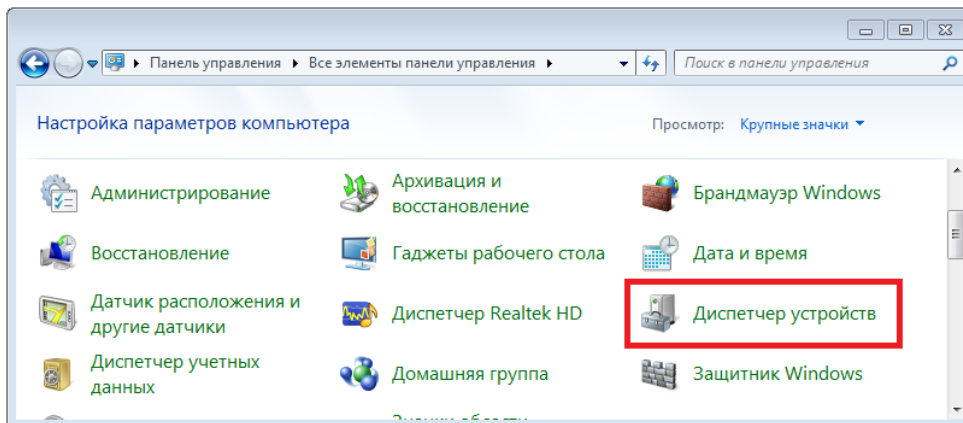 Панель управления Все элементы панели управления Поиск в панели управления
Настройка параметров компьютера Просмотр: Крупные значки
Администрирование
Архивация и
восстановление
Брандмауэр Windows
Восстановление
Гаджеты рабочего стола
Дата и время
Датчик расположения и
другие датчики
Диспетчер Realtek HD
Диспетчер устройств
Диспетчер учетных
данных
Домашняя группа
Защитник Windows